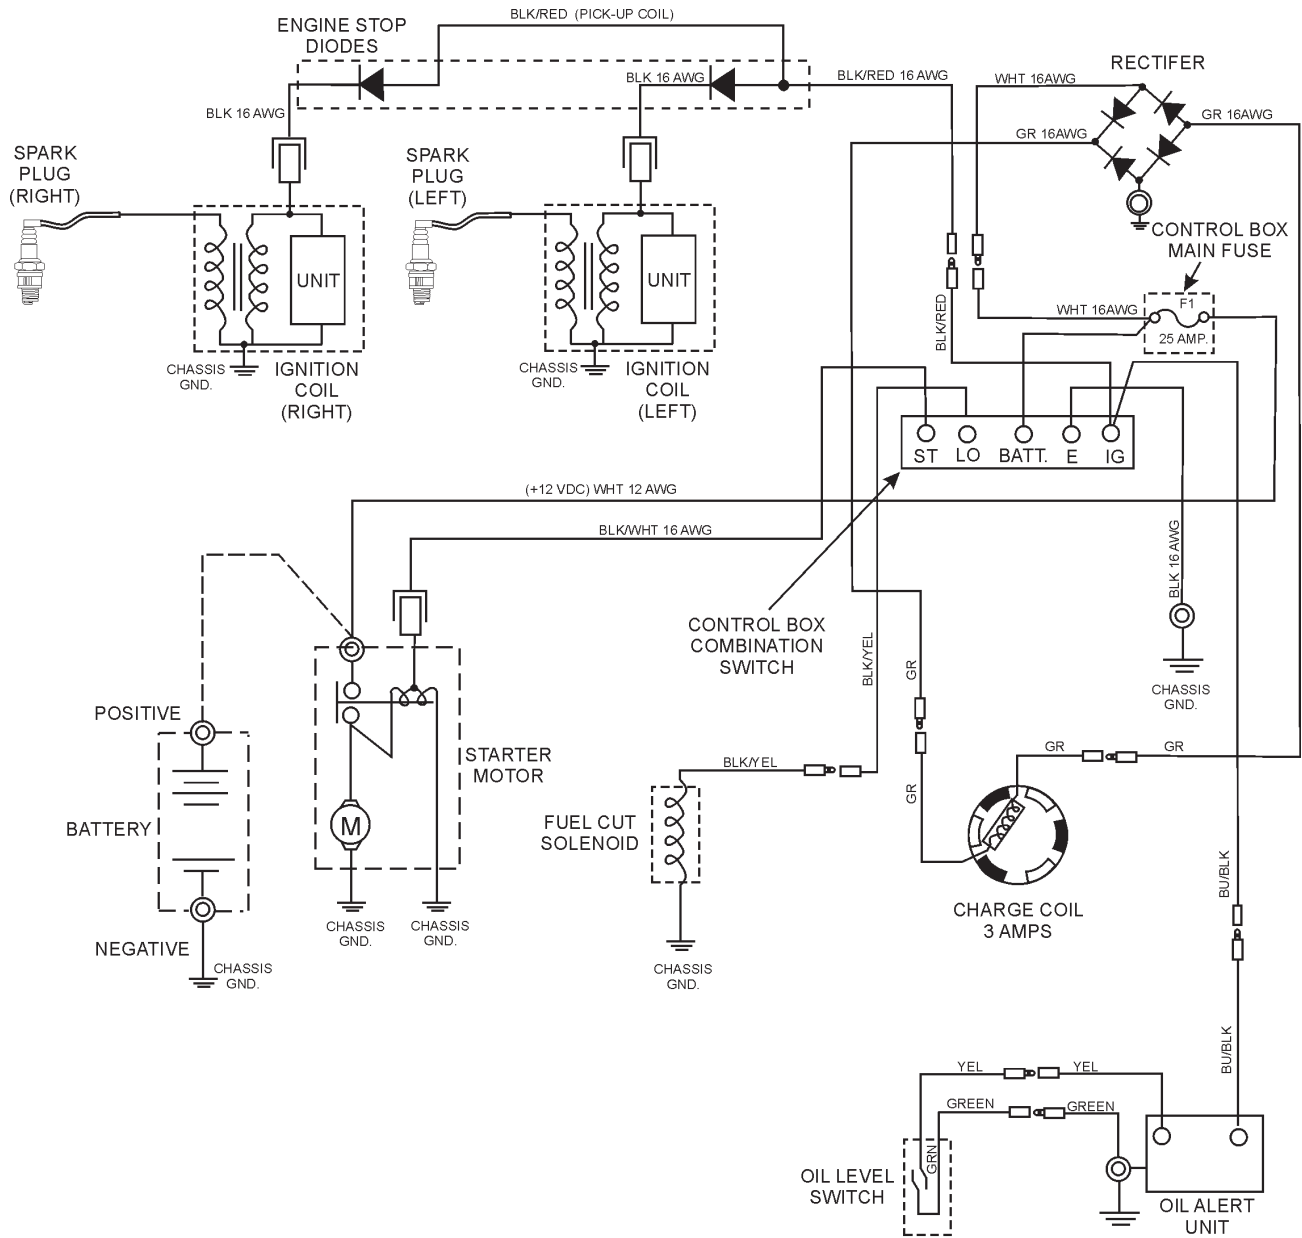 BLK/RED (PICK-UP COIL)
ENGINE STOP
DIODES
BLK 16 AWG
BLK/RED 16 AWG
WHT 16AWG
RECTIFER
BLK 16 AWG
GR 16AWG
GR 16AWG
SPARK
PLUG
(RIGHT)
SPARK
PLUG
(LEFT)
CONTROL BOX
MAIN FUSE
UNIT
UNIT
F1
WHT 16AWG
25 AMP.
BLK/RED
CHASSIS
GND.
IGNITION
COIL
(RIGHT)
CHASSIS
GND.
IGNITION
COIL
(LEFT)
ST
LO
BATT.
E
IG
(+12 VDC) WHT 12 AWG
BLK/WHT 16 AWG
BLK 16 AWG
CONTROL BOX
COMBINATION
SWITCH
BLK/YEL
GR
CHASSIS
GND.
POSITIVE
STARTER
MOTOR
BLK/YEL
GR
GR
GR
BATTERY
M
FUEL CUT
SOLENOID
BU/BLK
CHARGE COIL
3 AMPS
NEGATIVE
CHASSIS
GND.
CHASSIS
GND.
CHASSIS
GND.
CHASSIS
GND.
BU/BLK
YEL
YEL
GREEN
GREEN
GRN
OIL LEVEL
SWITCH
OIL ALERT
UNIT